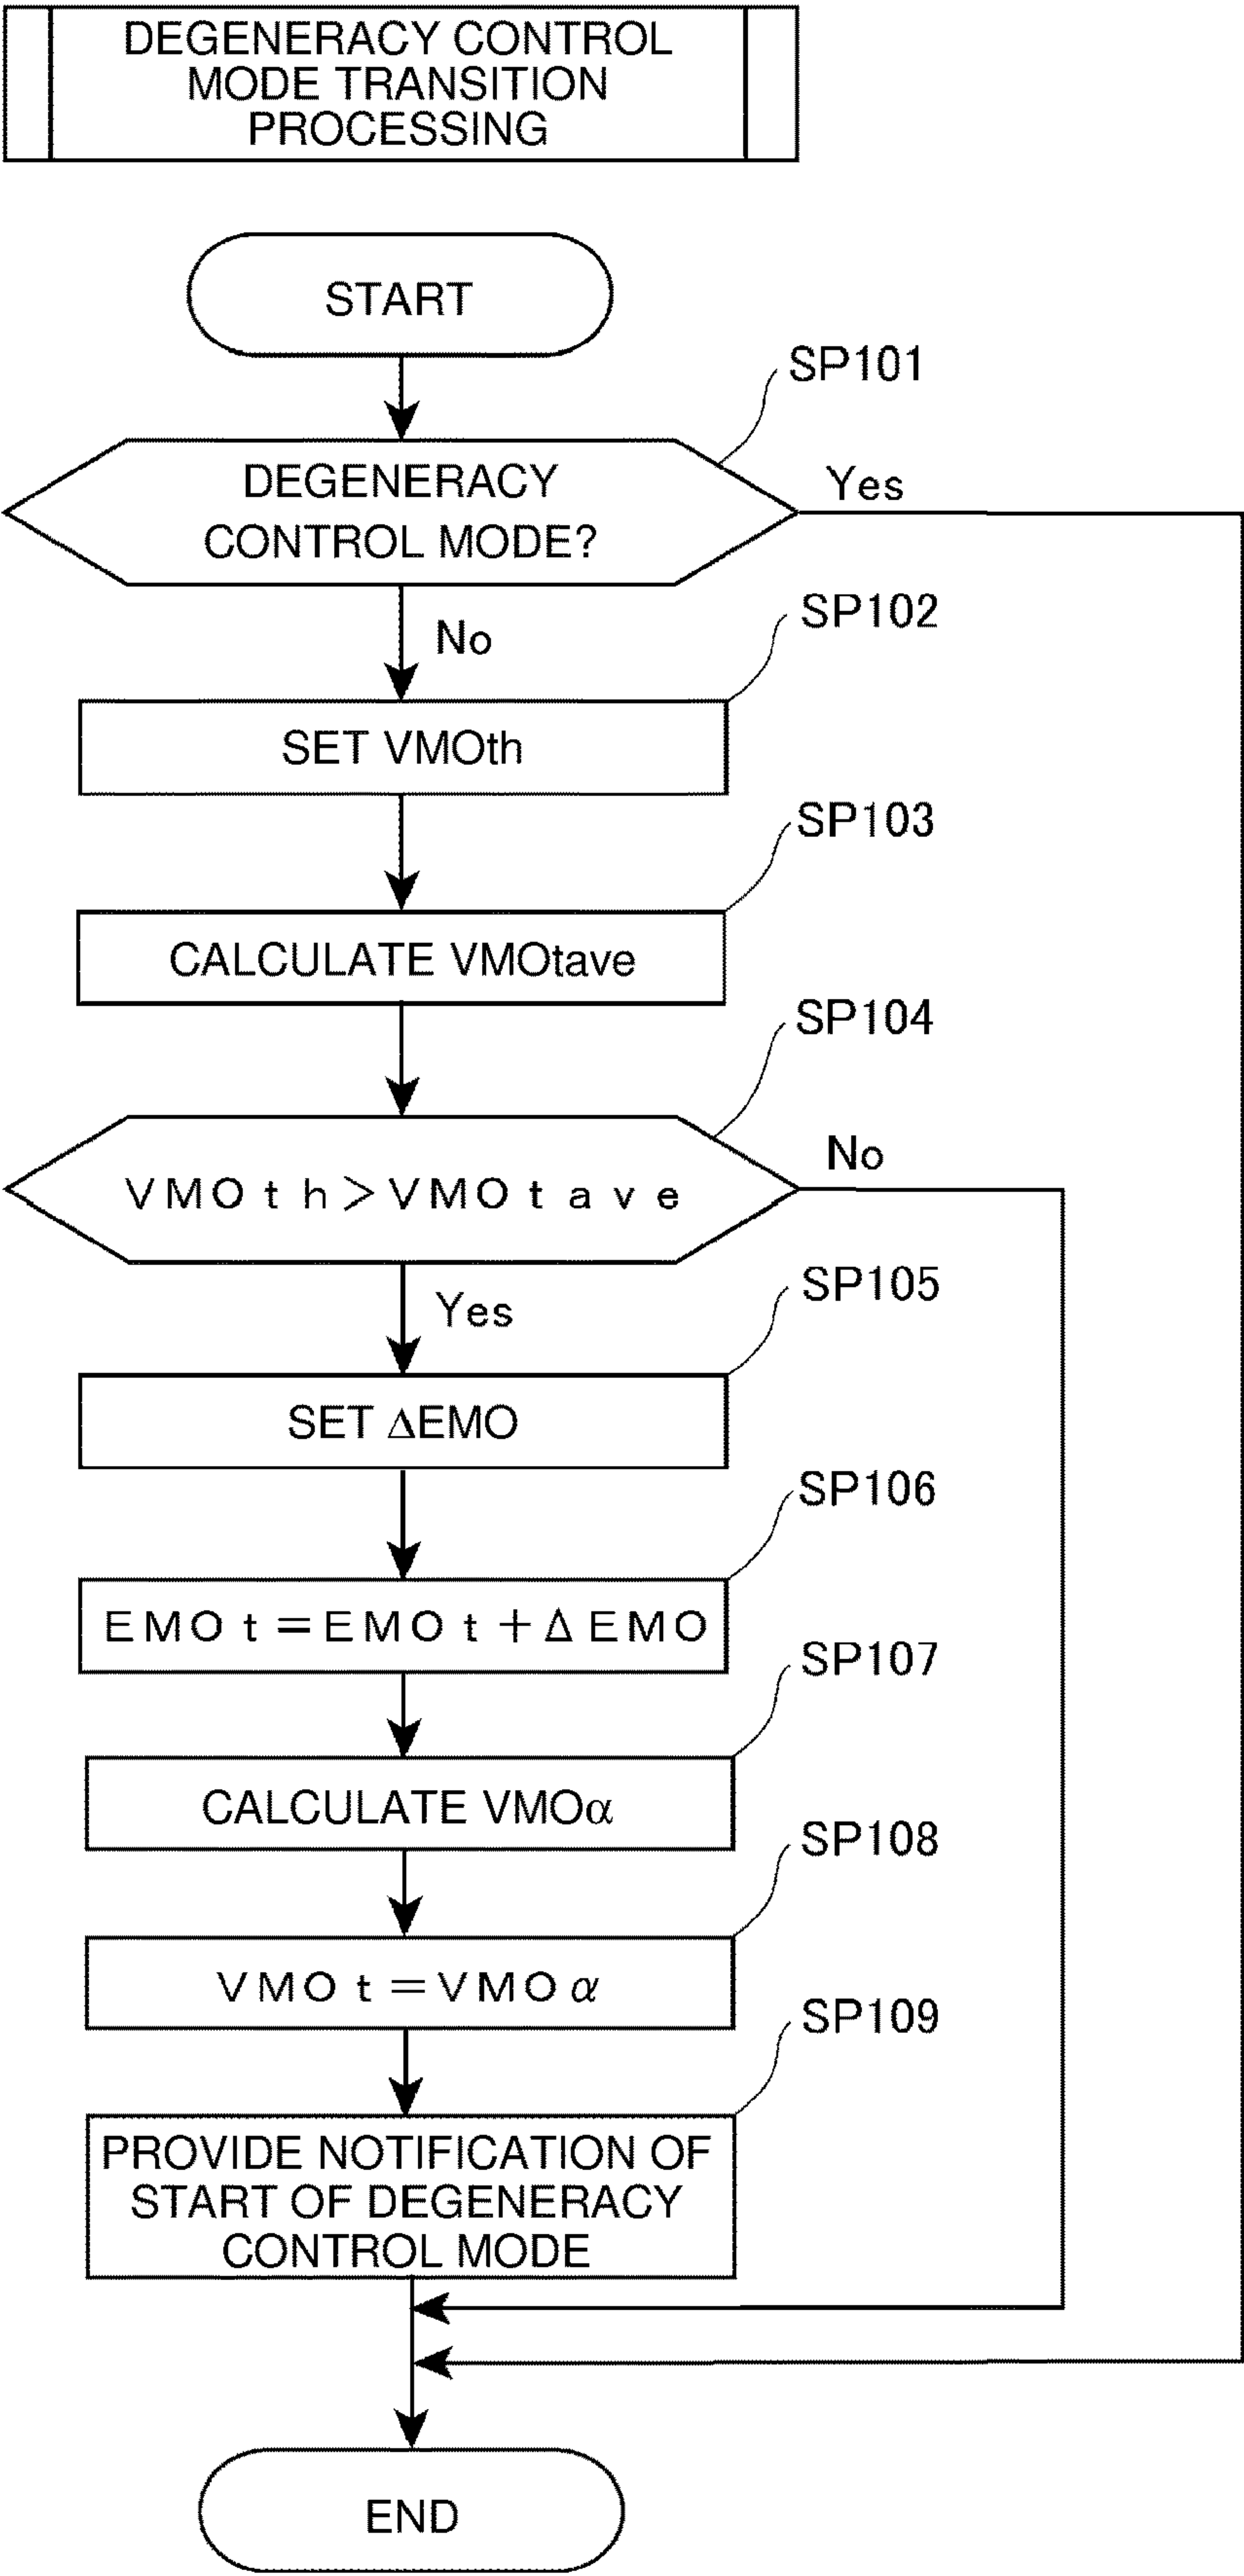 DEGENERACY CONTROL
MODE TRANSITION
PROCESSING
START
SP101
DEGENERACY
CONTROL MODE?
Yes
No
SP102
SET VMOth
SP103
CALCULATE VMOtave
SP104
VMOth>VMOtave
No
Yes
SP105
SET ΔEMO
SP106
EMOt=EMOt+ΔEMO
SP107
CALCULATE VMOα
SP108
VMOt=VMOα
SP109
PROVIDE NOTIFICATION OF
START OF DEGENERACY
CONTROL MODE
END